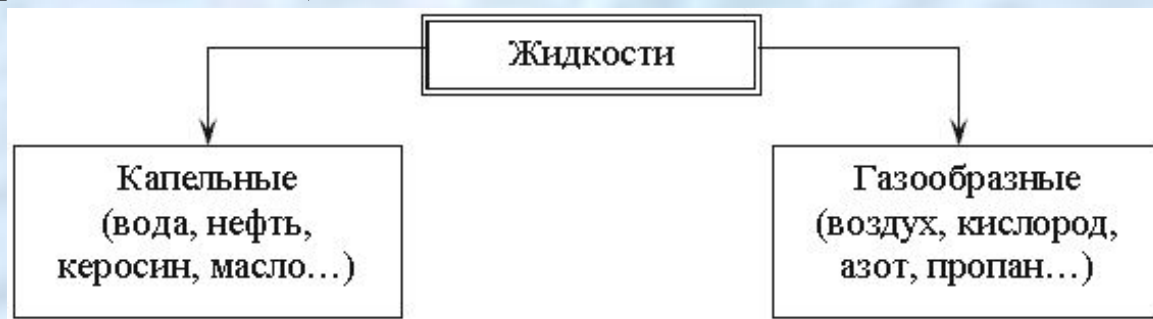 Жидкости
Капельные
(вода, нефть,
керосин, масло…)
Газообразные
(воздух, кислород,
азот, пропан…)